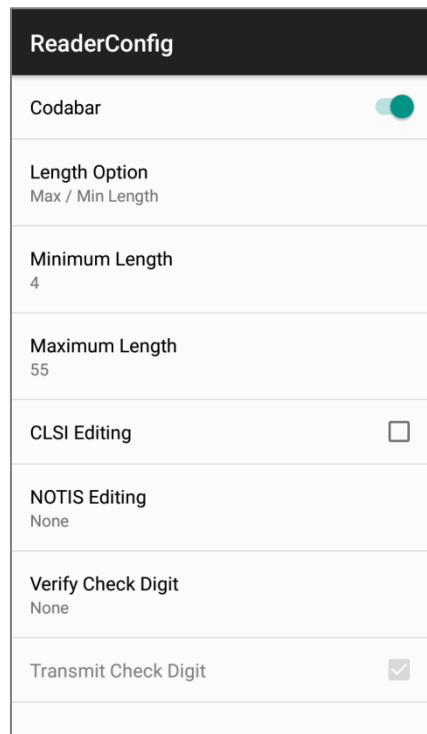 ReaderConfig
Codabar
Length Option
Max / Min Length
Minimum Length
4
Maximum Length
55
CLSI Editing
NOTIS Editing
None
Verify Check Digit
None
Transmit Check Digit